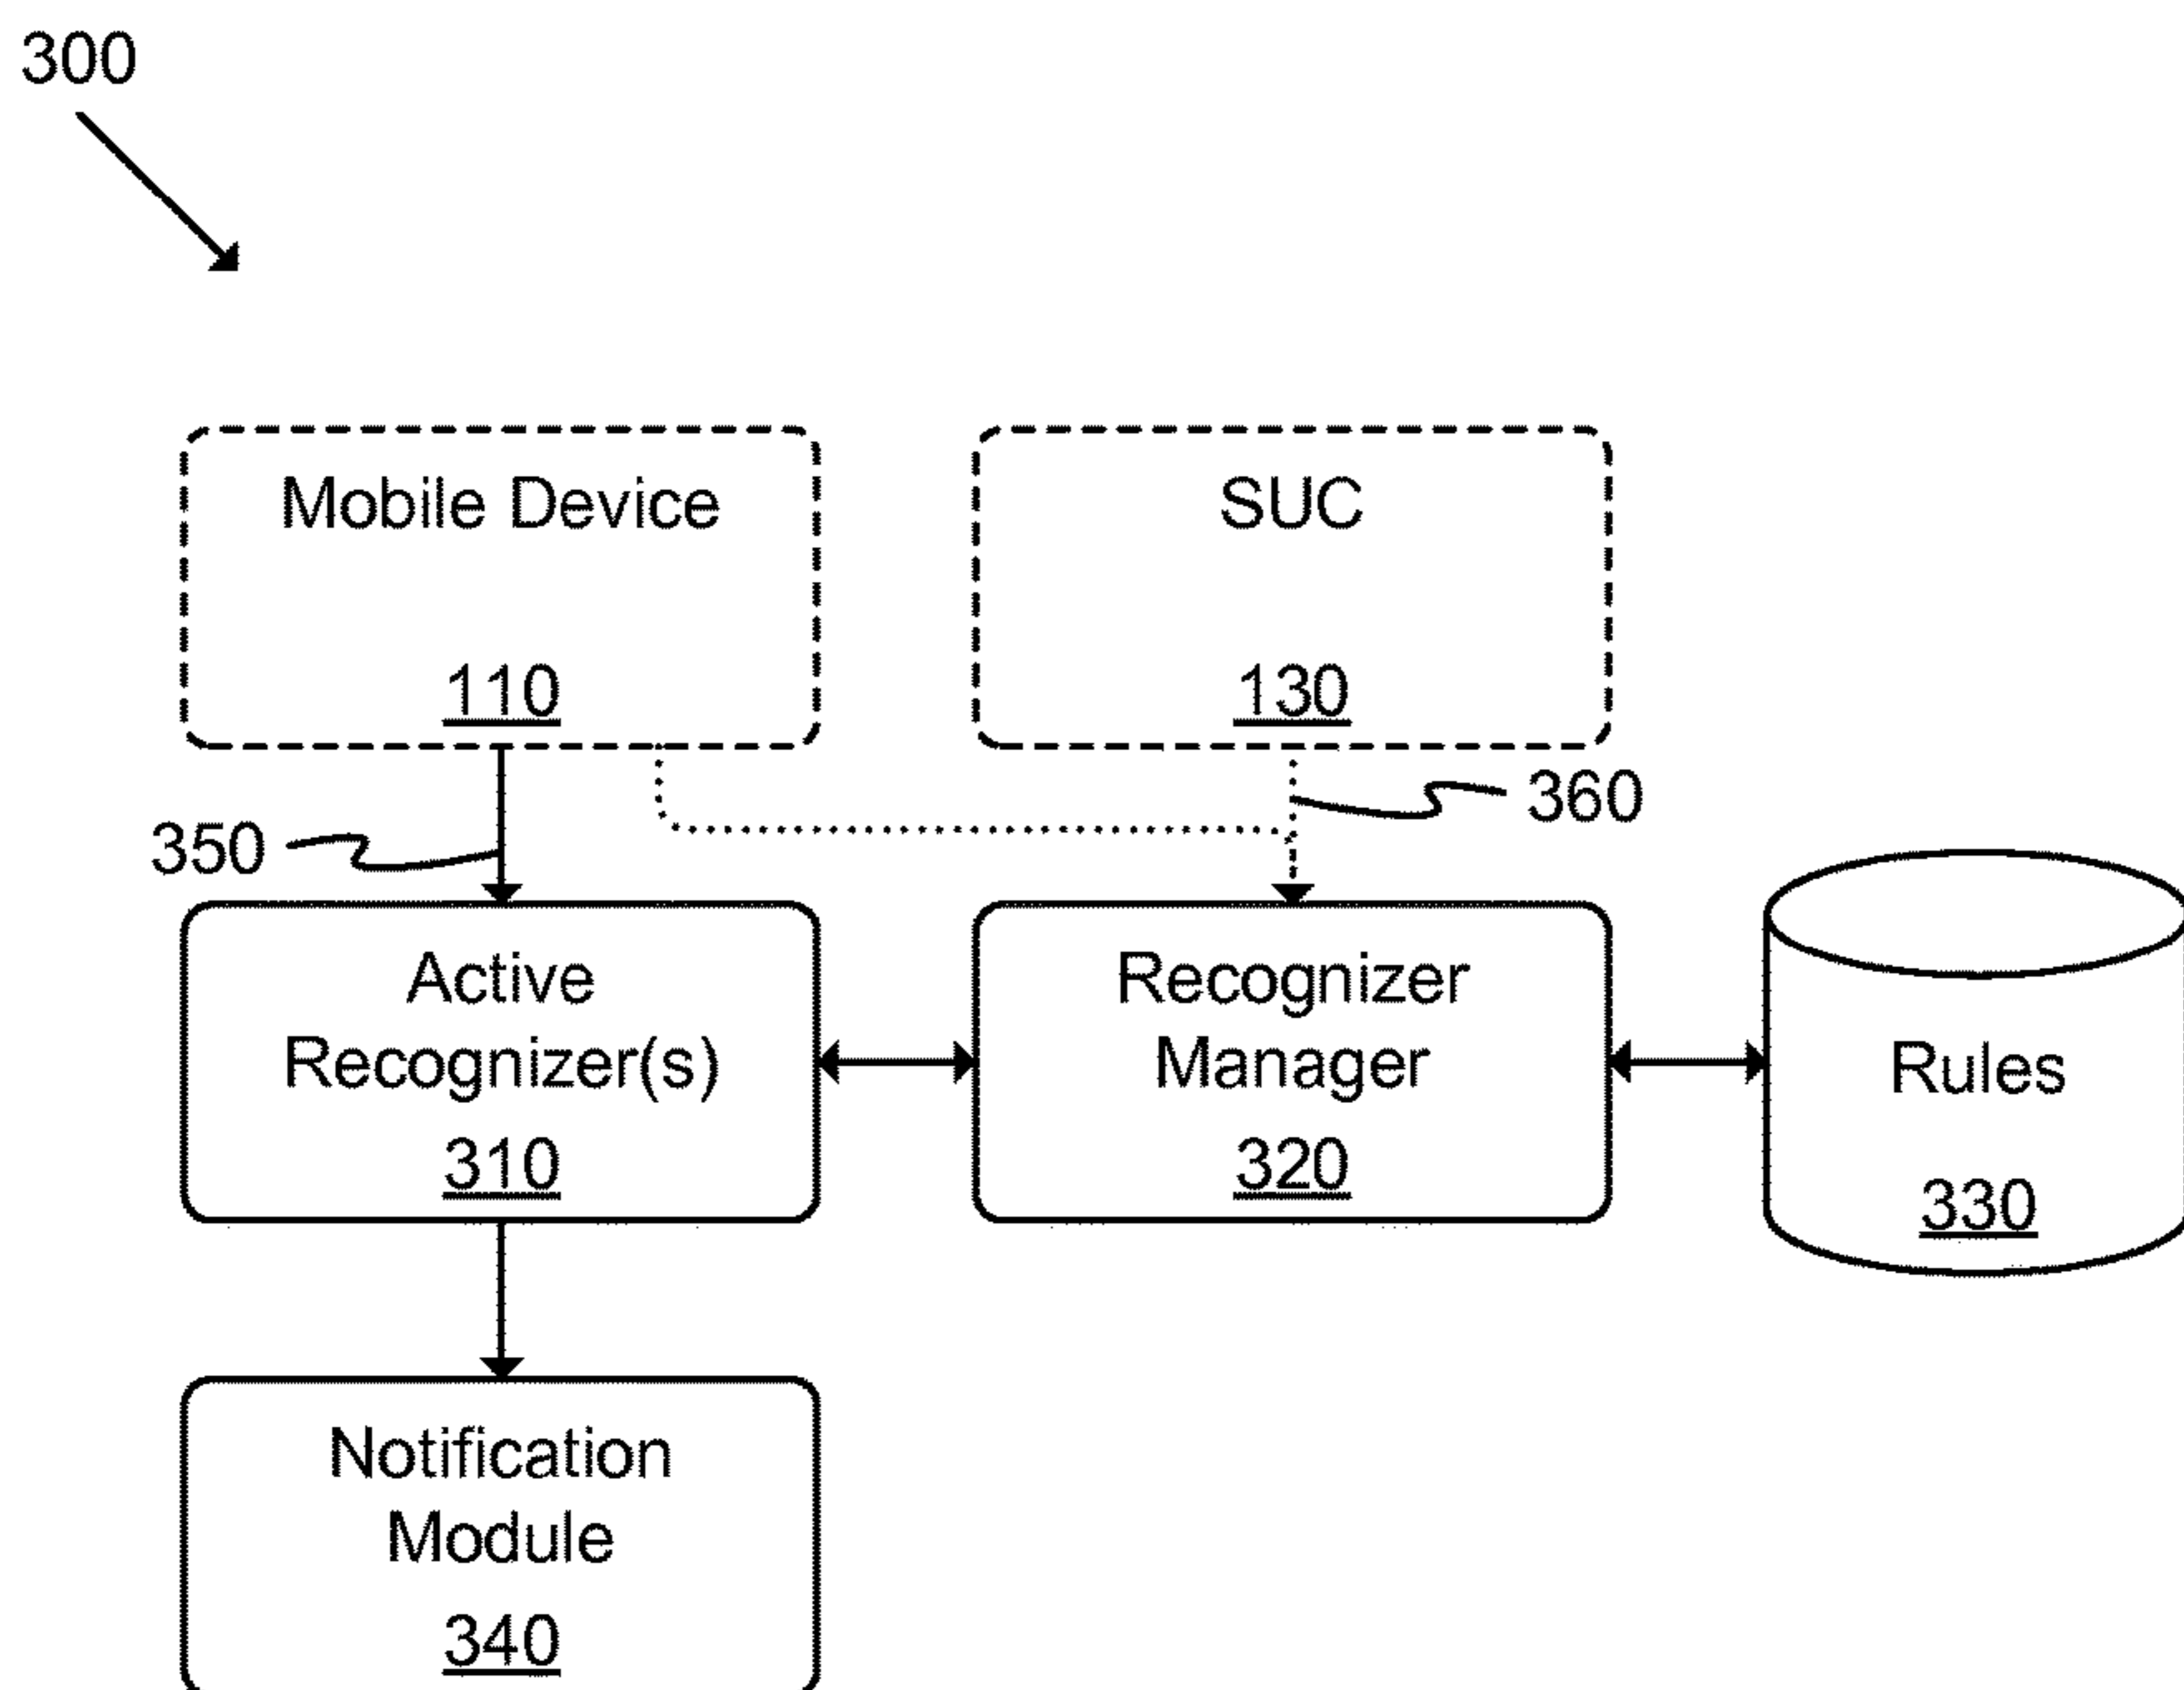 300
Mobile Device
110
SUC
130
350
360
Active
Recognizer(s)
310
Recognizer
Manager
320
Rules
330
Notification
Module
340